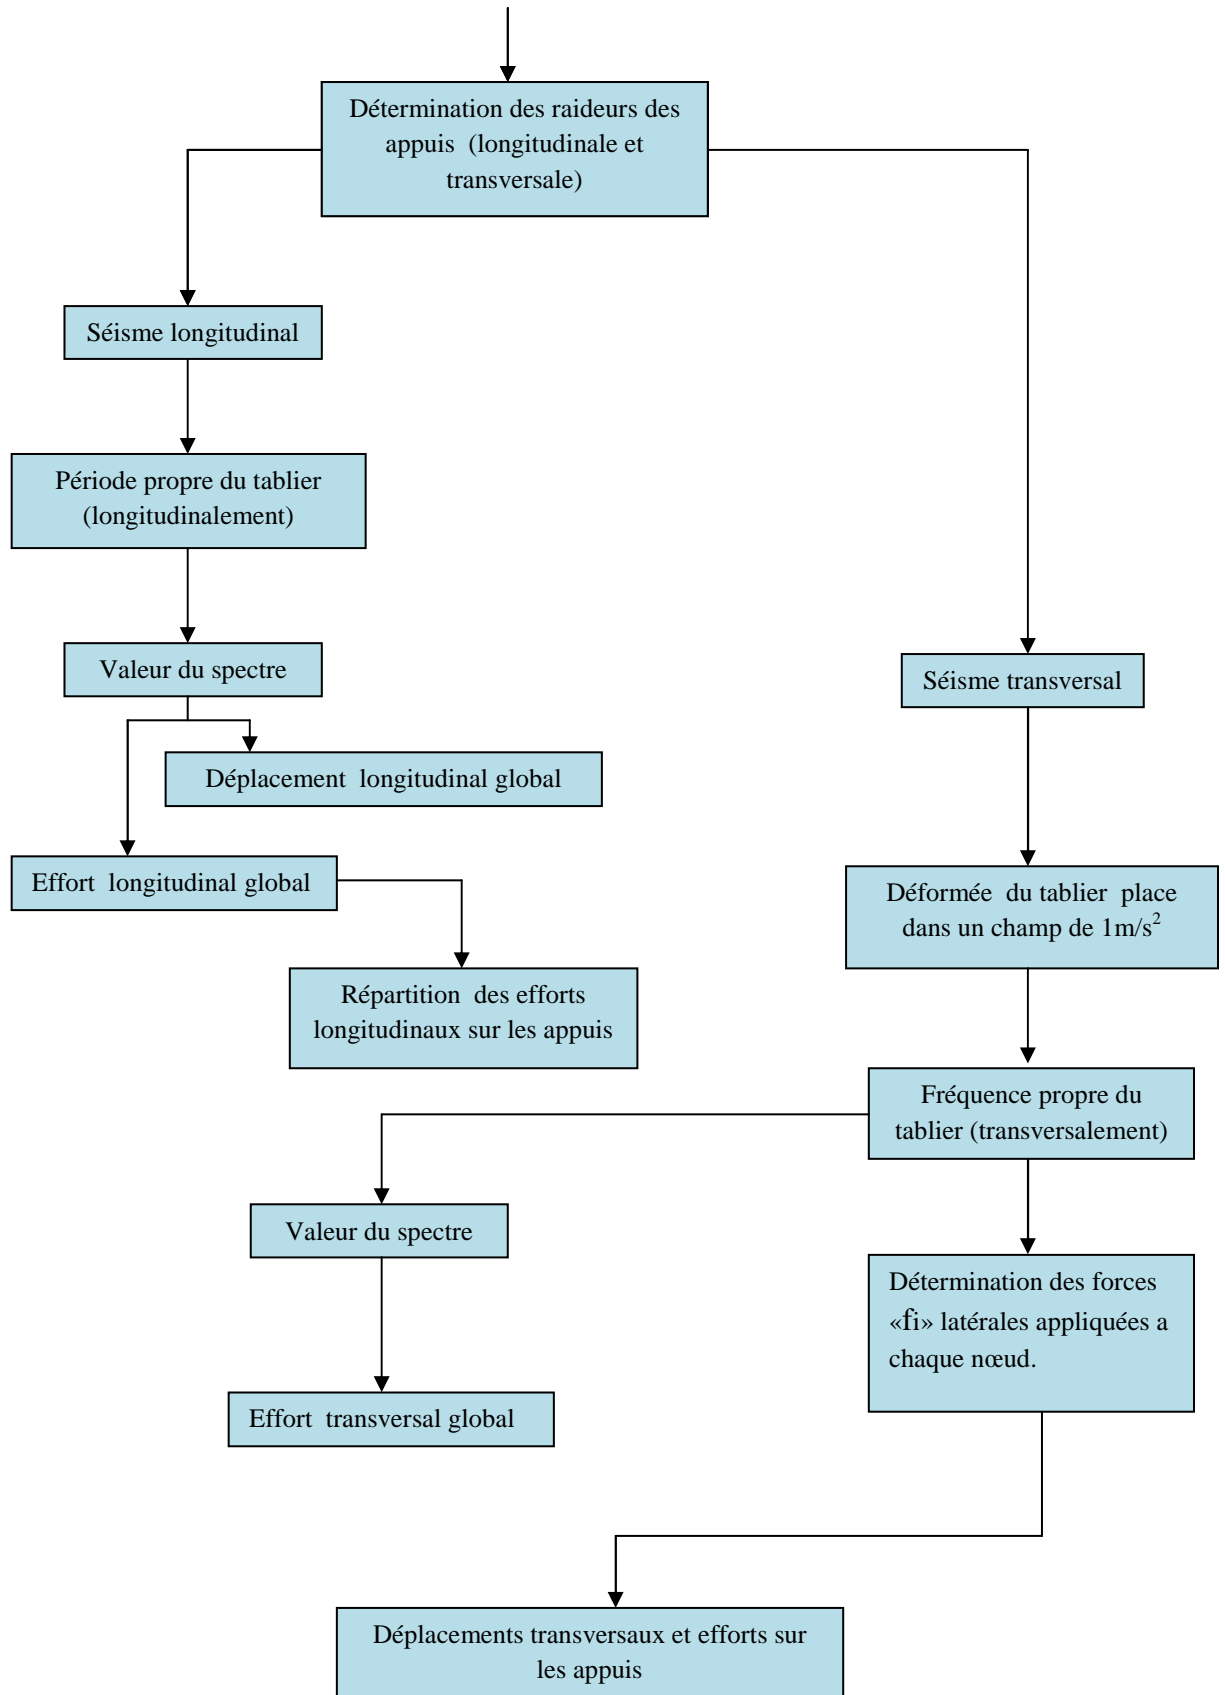 Détermination des raideurs des
appuis (longitudinale et
transversale)
Séisme longitudinal
Période propre du tablier
(longitudinalement)
Valeur du spectre
Séisme transversal
Déplacement longitudinal global
Effort longitudinal global
Déformée du tablier place
dans un champ de 1m/s²
Répartition des efforts
longitudinaux sur les appuis
Fréquence propre du
tablier (transversalement)
Valeur du spectre
Détermination des forces
«fi» latérales appliquées a
chaque nœud.
Effort transversal global
Déplacements transversaux et efforts sur
les appuis